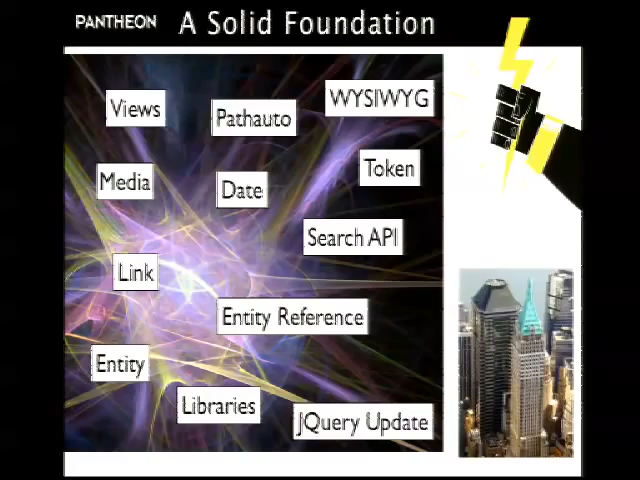 PANTHEON A Solid Foundation
Views
Pathauto
WYSIWYG
Media
Date
Token
Search API
Link
Entity Reference
Entity
Libraries
jQuery Update